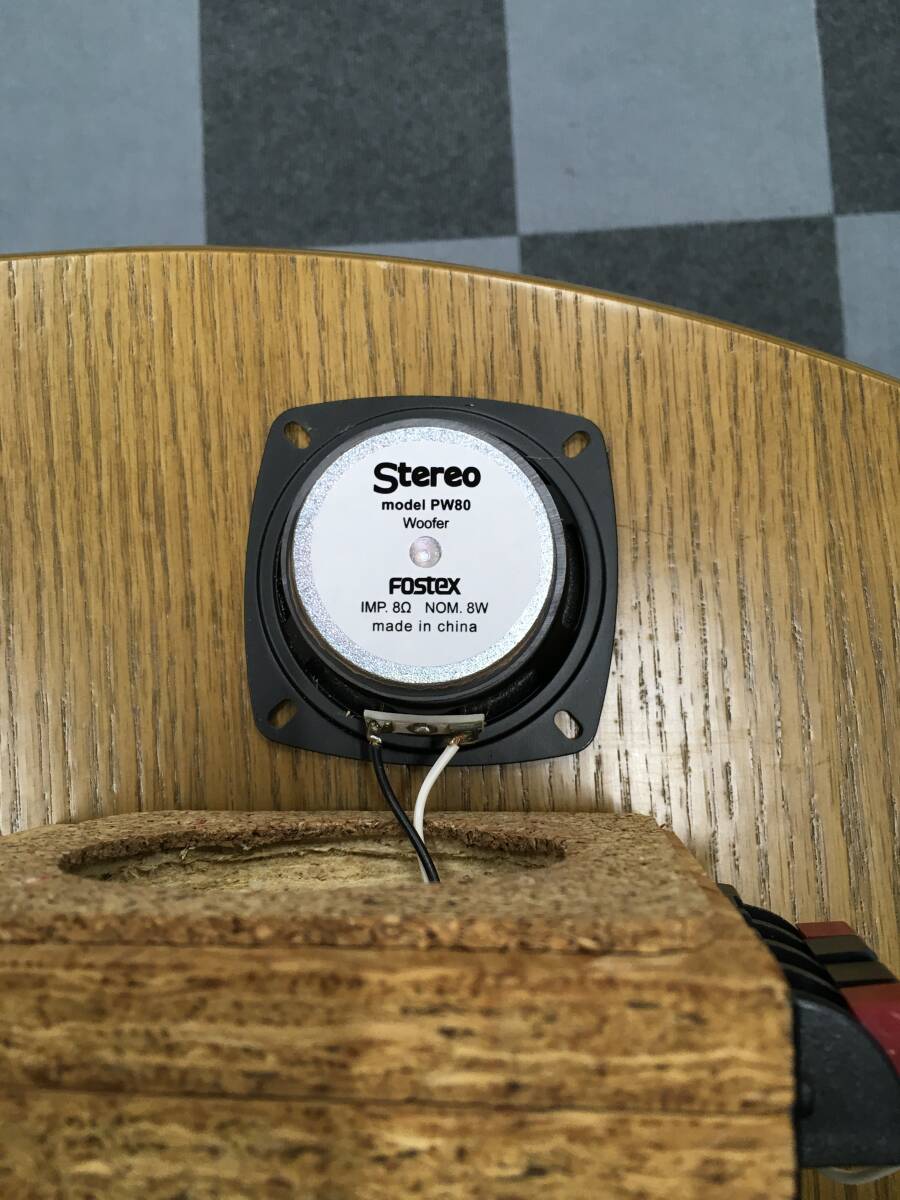 Stereo
model PW80
Woofer
FOSTEX
IMP. 8Ω NOM. 8W
made in china